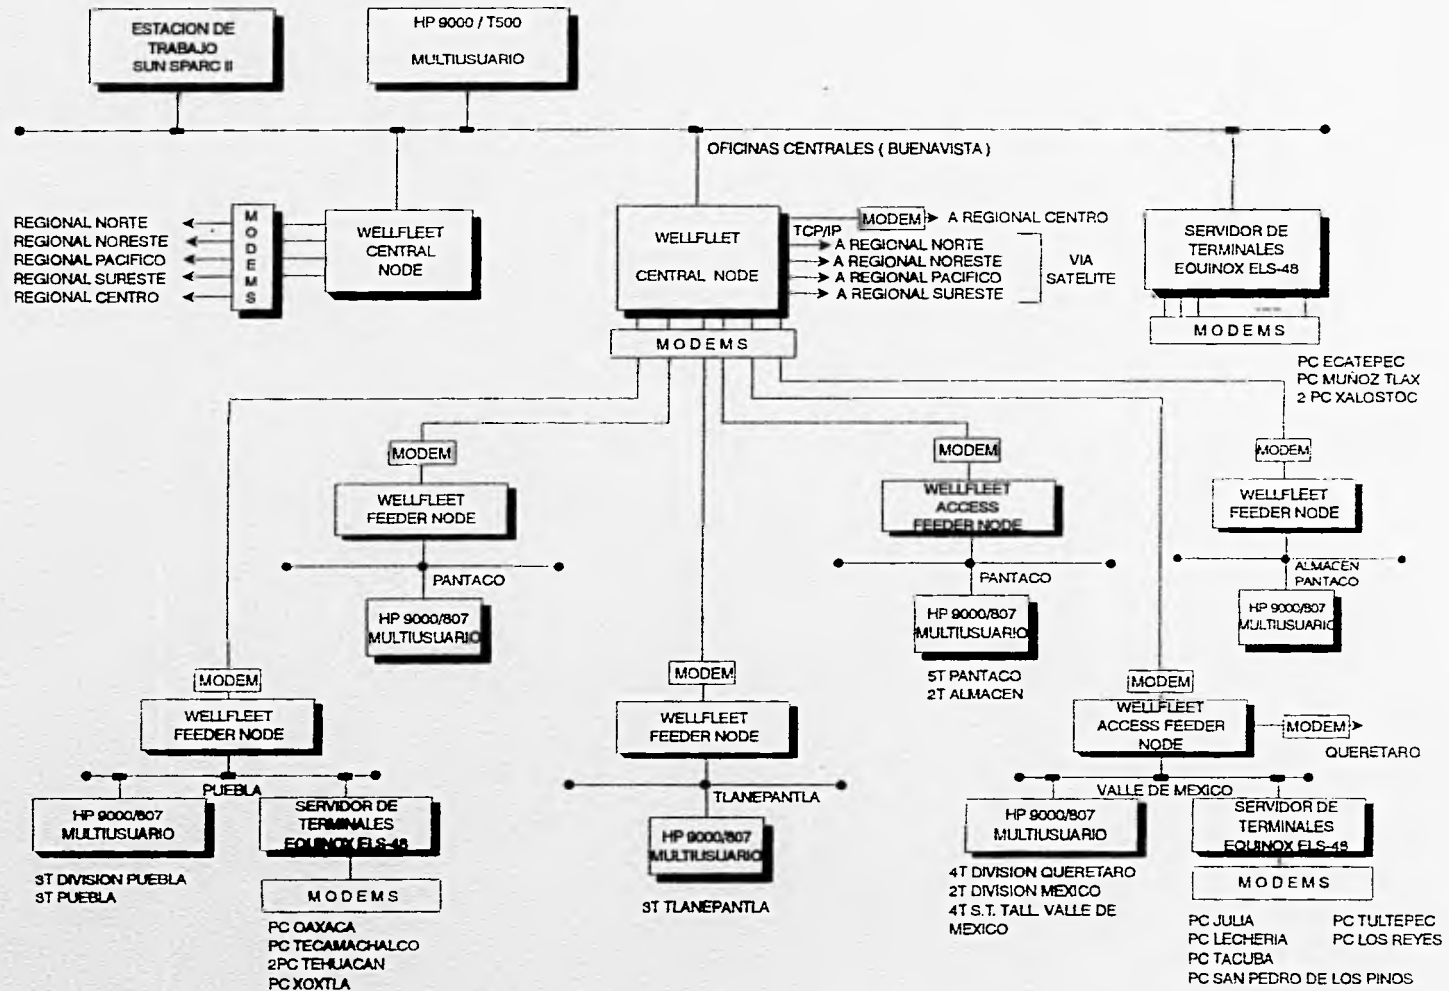 ESTACION DE
TRABAJO
SUN SPARC II
HP 9000 / T500
MULTIUSUARIO
OFICINAS CENTRALES ( BUENAVISTA )
REGIONAL NORTE
REGIONAL NORESTE
REGIONAL PACIFICO
REGIONAL SURESTE
REGIONAL CENTRO
MODEMS
WELLFLEET
CENTRAL
NODE
WELLFLLET
CENTRAL NODE
TCP/IP
MODEM
A REGIONAL CENTRO
A REGIONAL NORTE
A REGIONAL NORESTE
A REGIONAL PACIFICO
A REGIONAL SURESTE
VIA
SATELITE
SERVIDOR DE
TERMINALES
EQUINOX ELS-48
MODEMS
PC ECATEPEC
PC MUÑOZ TLAX
2 PC XALOSTOC
MODEMS
MODEM
WELLFLEET
FEEDER NODE
PANTACO
HP 9000/807
MULTIUSUARIO
MODEM
WELLFLEET
ACCESS
FEEDER NODE
PANTACO
HP 9000/807
MULTIUSUARIO
5T PANTACO
2T ALMACEN
MODEM
WELLFLEET
FEEDER NODE
ALMACEN
PANTACO
HP 9000/807
MULTIUSUARIO
MODEM
WELLFLEET
FEEDER NODE
PUEBLA
HP 9000/807
MULTIUSUARIO
3T DIVISION PUEBLA
3T PUEBLA
SERVIDOR DE
TERMINALES
EQUINOX ELS-48
MODEMS
PC OAXACA
PC TECAMACHALCO
2PC TEHUACAN
PC XOXTLA
MODEM
WELLFLEET
FEEDER NODE
TLANEPANTLA
HP 9000/807
MULTIUSUARIO
3T TLANEPANTLA
MODEM
WELLFLEET
ACCESS FEEDER
NODE
MODEM
QUERETARO
VALLE DE MEXICO
HP 9000/807
MULTIUSUARIO
4T DIVISION QUERETARO
2T DIVISION MEXICO
4T S.T. TALL. VALLE DE
MEXICO
SERVIDOR DE
TERMINALES
EQUINOX ELS-48
MODEMS
PC JULIA
PC LECHERIA
PC TACUBA
PC SAN PEDRO DE LOS PINOS
PC TULTEPEC
PC LOS REYES